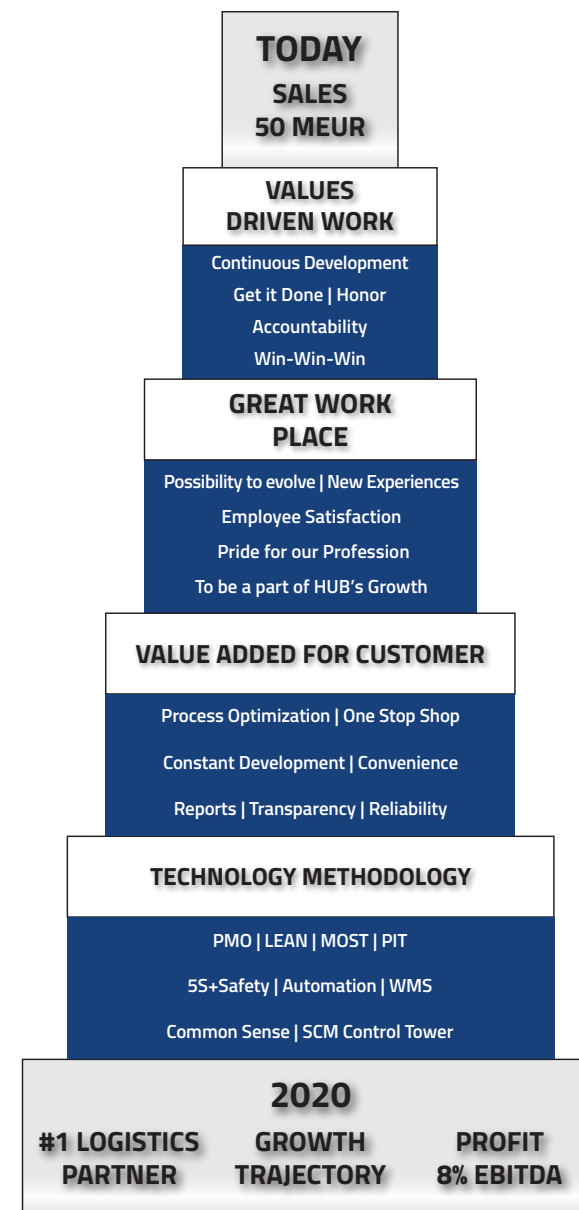 TODAY
SALES
50 MEUR
VALUES
DRIVEN WORK
Continuous Development
Get it Done | Honor
Accountability
Win-Win-Win
GREAT WORK
PLACE
Possibility to evolve | New Experiences
Employee Satisfaction
Pride for our Profession
To be a part of HUB's Growth
VALUE ADDED FOR CUSTOMER
Process Optimization | One Stop Shop
Constant Development | Convenience
Reports | Transparency | Reliability
TECHNOLOGY METHODOLOGY
PMO | LEAN | MOST | PIT
5S+Safety | Automation | WMS
Common Sense | SCM Control Tower
2020
#1 LOGISTICS
PARTNER
GROWTH
TRAJECTORY
PROFIT
8% EBITDA